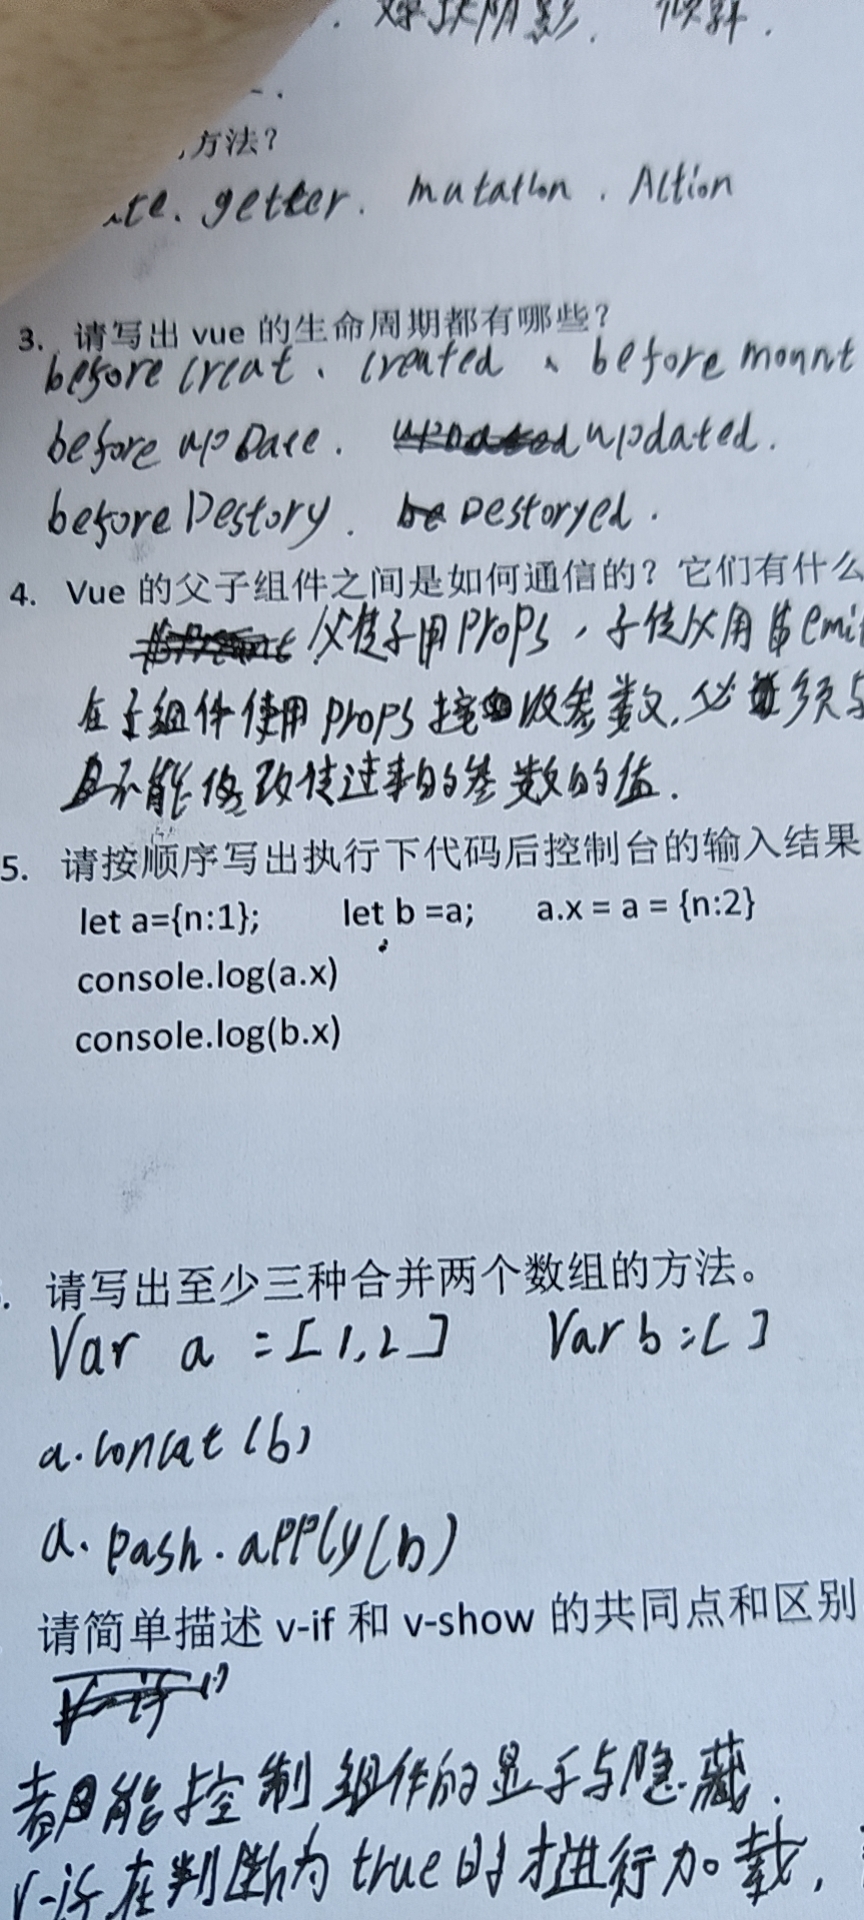 阴影. 倾斜.
方法?
getter. mutation. Action
3. 请写出 vue 的生命周期都有哪些?
before creat、created、before mount
before upDate. updated.
before Destory. be Destoryed.
4. Vue 的父子组件之间是如何通信的? 它们有什么
父传子用 props, 子传父用 $emi
在子组件使用 props 接收参数, 必须与
且不能修改传过来的参数的值.
5. 请按顺序写出执行下代码后控制台的输入结果
let a={n:1}; let b =a; a.x = a = {n:2}
console.log(a.x)
console.log(b.x)
. 请写出至少三种合并两个数组的方法。
Var a = [1,2] Var b = [ ]
a.concat (b)
a. pash. apply(b)
请简单描述 v-if 和 v-show 的共同点和区别
都能控制组件的显示与隐藏.
v-if 在判断为 true 时才进行加载,